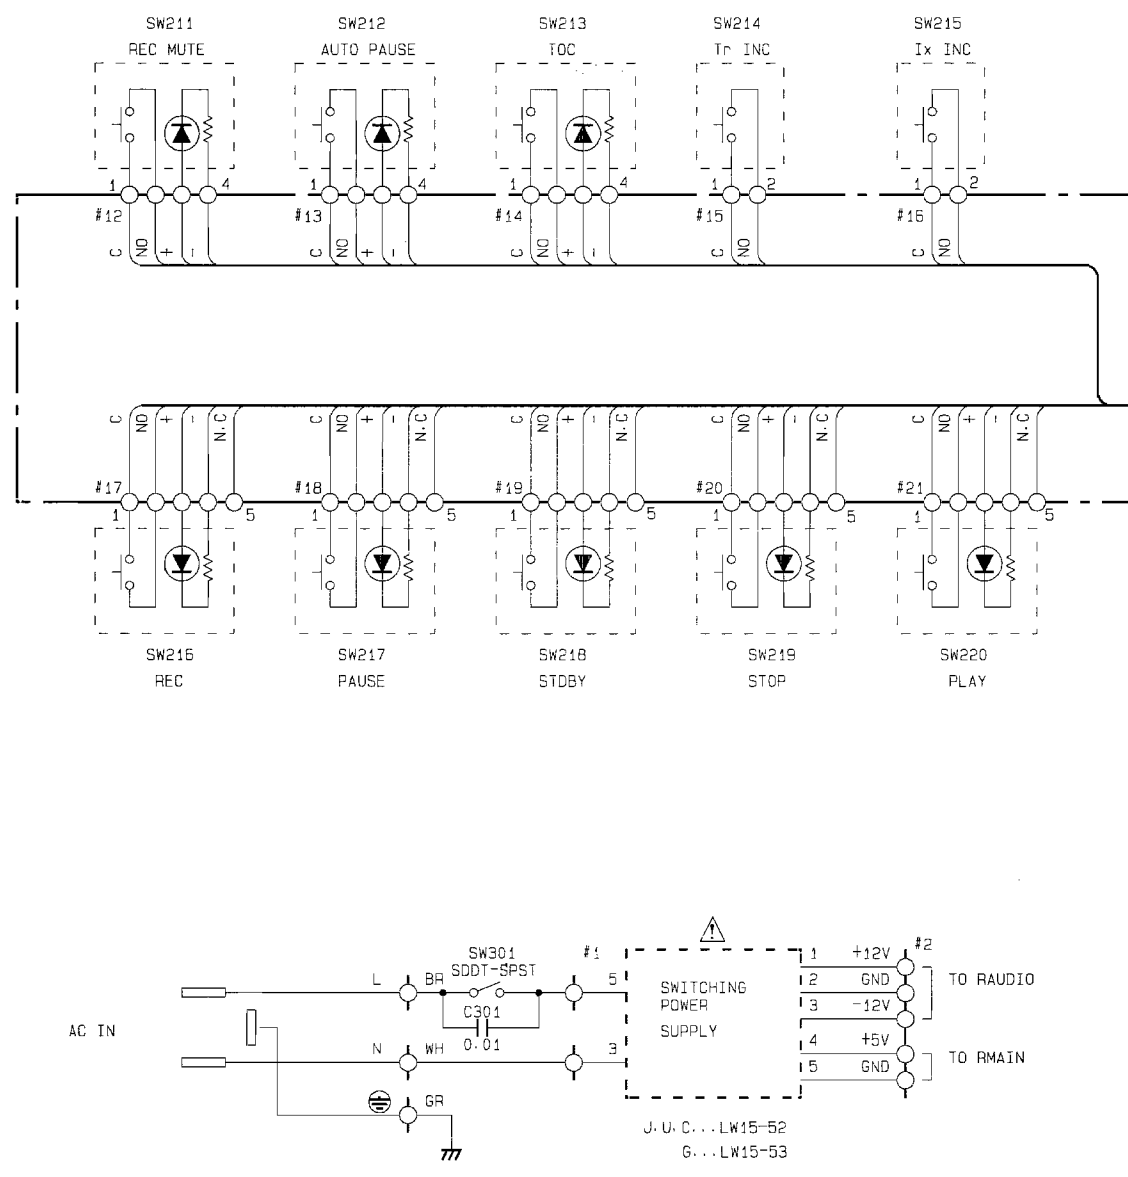 SW211 SW212 SW213 SW214 SW215
REC MUTE AUTO PAUSE TOC Tr INC Ix INC
1 4 1 4 1 4 1 2 1 2
#12 #13 #14 #15 #16
C NO + - C NO + - C NO + - C NO C NO
C NO + - N.C C NO + - N.C C NO + - N.C C NO + - N.C C NO + - N.C
#17 #18 #19 #20 #21
1 5 1 5 1 5 1 5 1 5
SW216 SW217 SW218 SW219 SW220
REC PAUSE STDBY STOP PLAY
SW301 #1 1 +12V #2
SDDT-SPST
L BR 5 SWITCHING 2 GND TO RAUDIO
C301 POWER 3 -12V
AC IN SUPPLY
0.01 4 +5V
N WH 3 5 GND TO RMAIN
GR
J.U.C...LW15-52
G...LW15-53